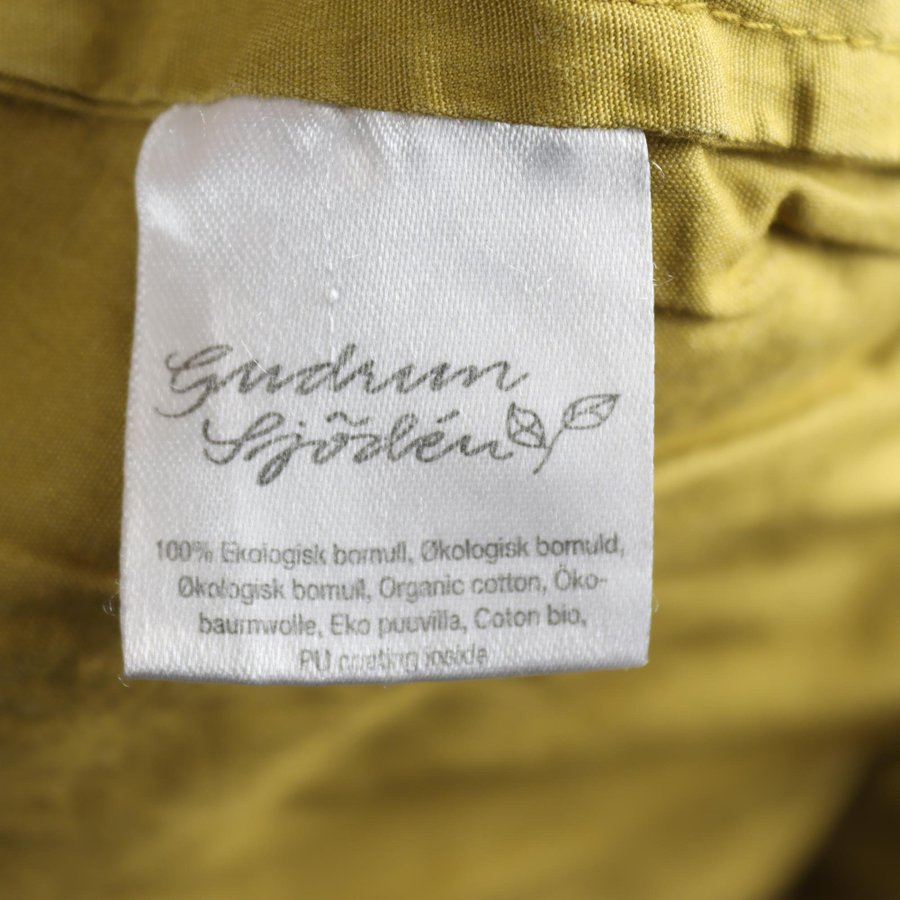 Gudrun
Sjödén
100% Ekologisk bomull, Økologisk bomuld,
Økologisk bomull, Organic cotton, Öko-
baumwolle, Eko puuvilla, Coton bio,
PU coating inside